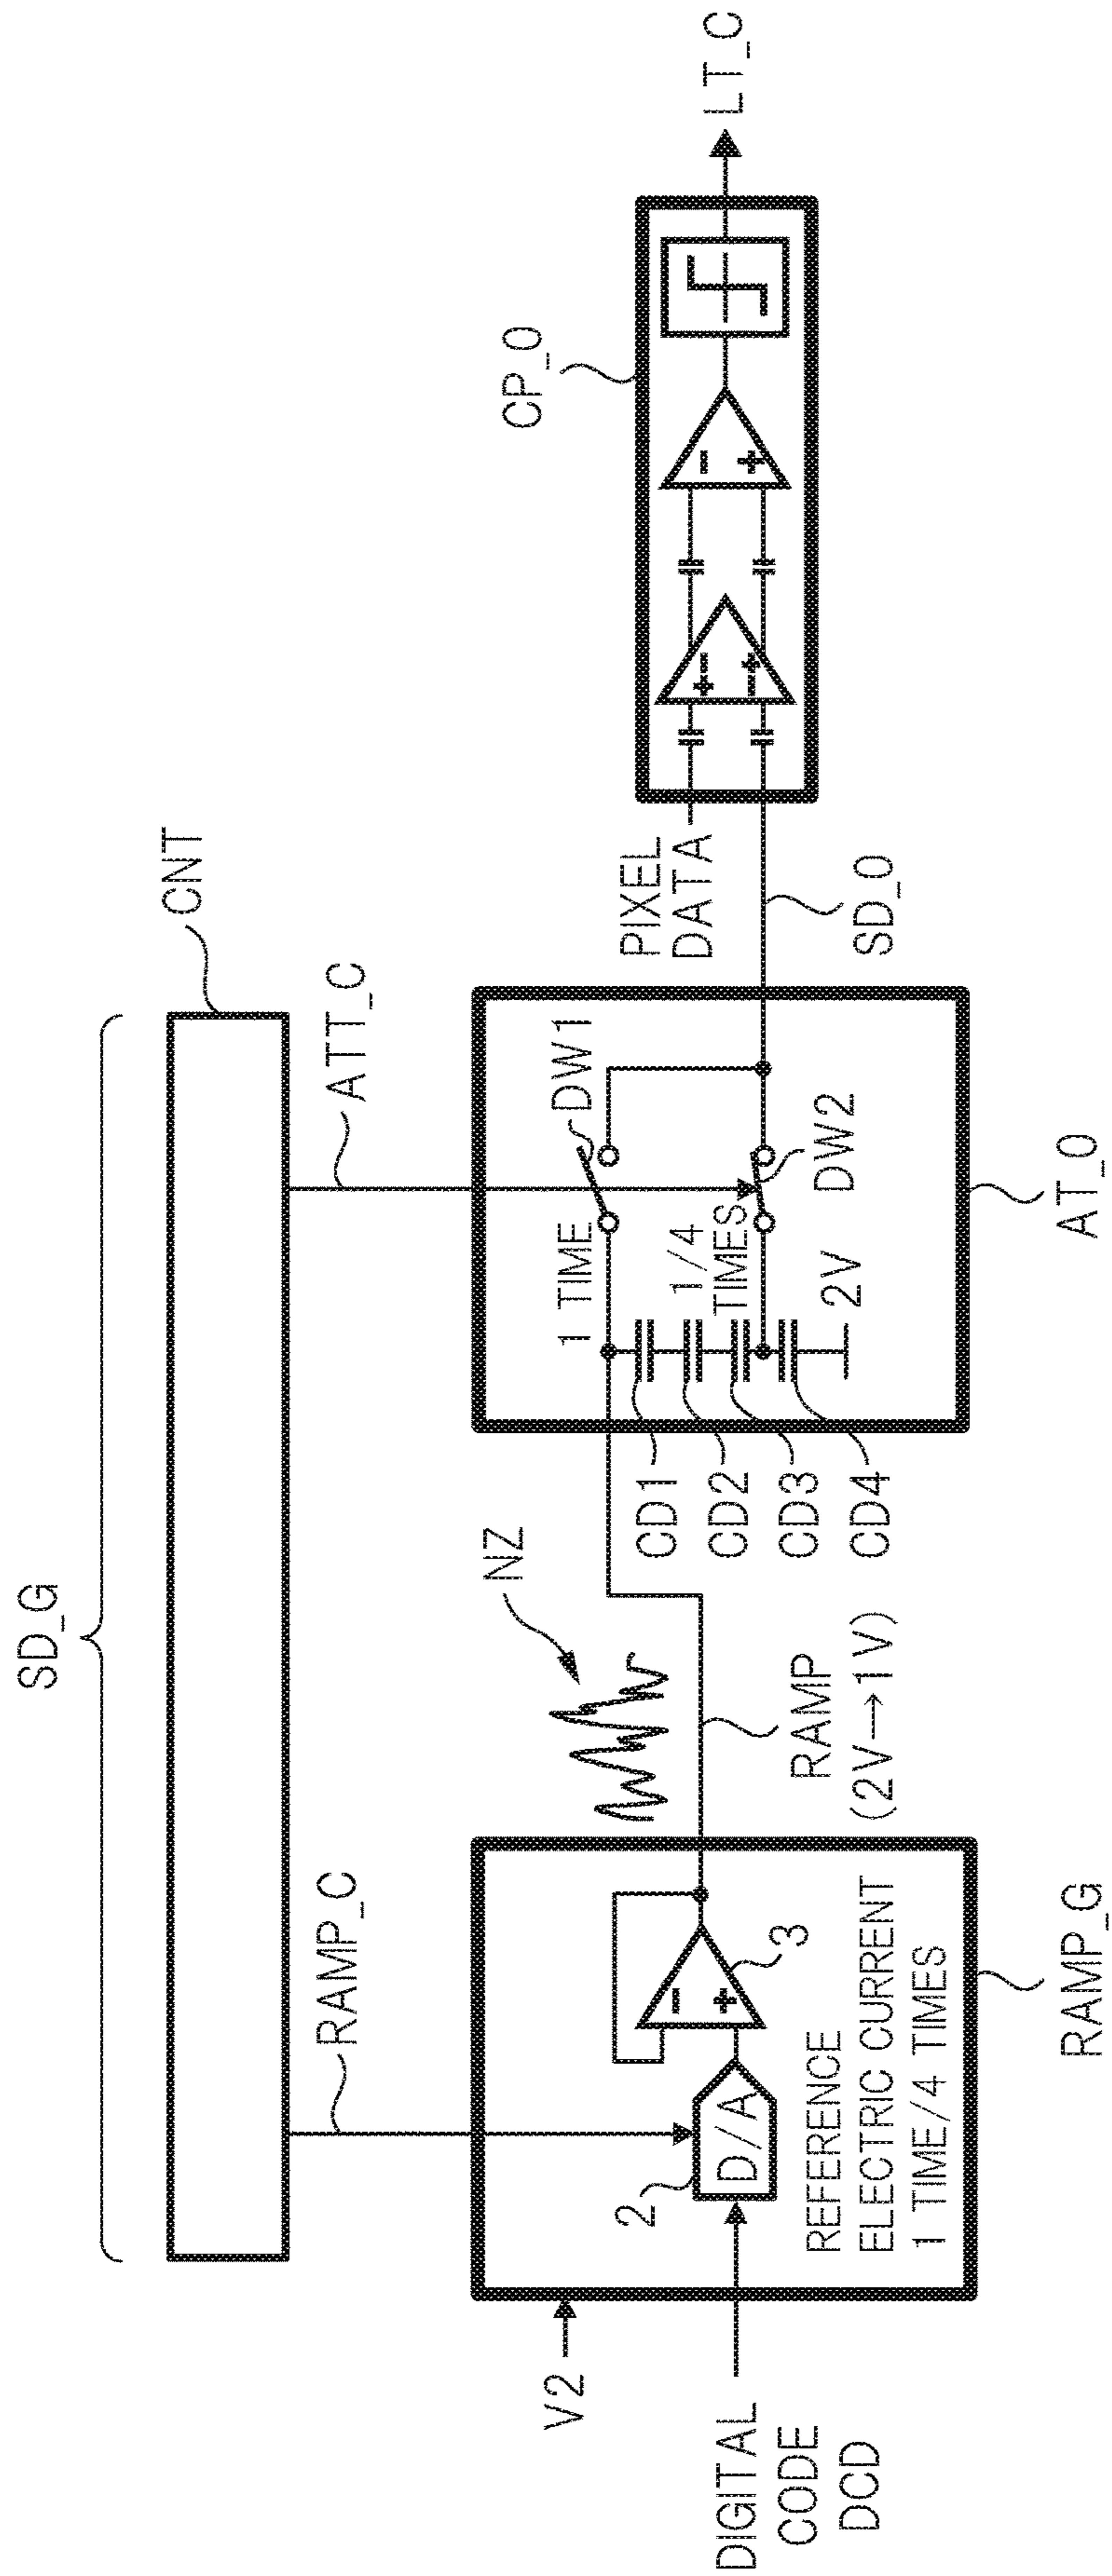 SD_G
CNT
RAMP_C
ATT_C
V2
DIGITAL
CODE
DCD
2
D/A
3
REFERENCE
ELECTRIC CURRENT
1 TIME/4 TIMES
RAMP_G
NZ
RAMP
(2V→1V)
CD1
CD2
CD3
CD4
1 TIME
1/4
TIMES
2V
DW1
DW2
AT_0
PIXEL
DATA
SD_0
CP_0
LT_C